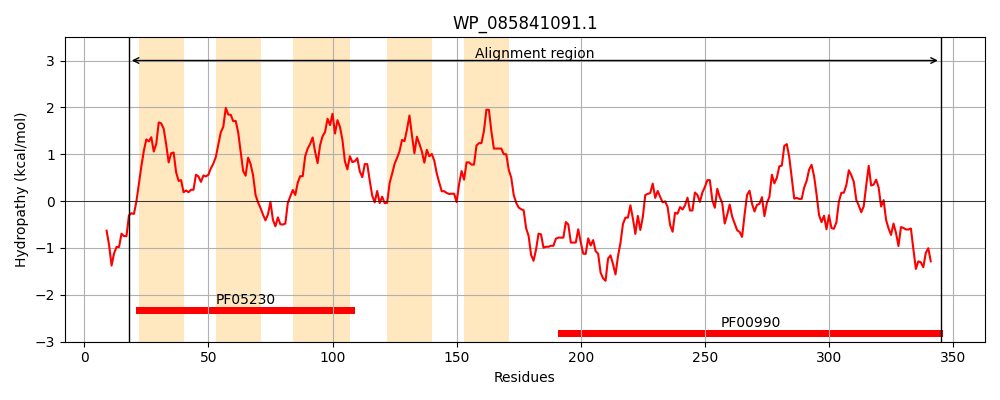 WP_085841091.1
Alignment region
Hydropathy (kcal/mol)
3
2
1
0
−1
−2
−3
PF05230
PF00990
0
50
100
150
200
250
300
350
Residues